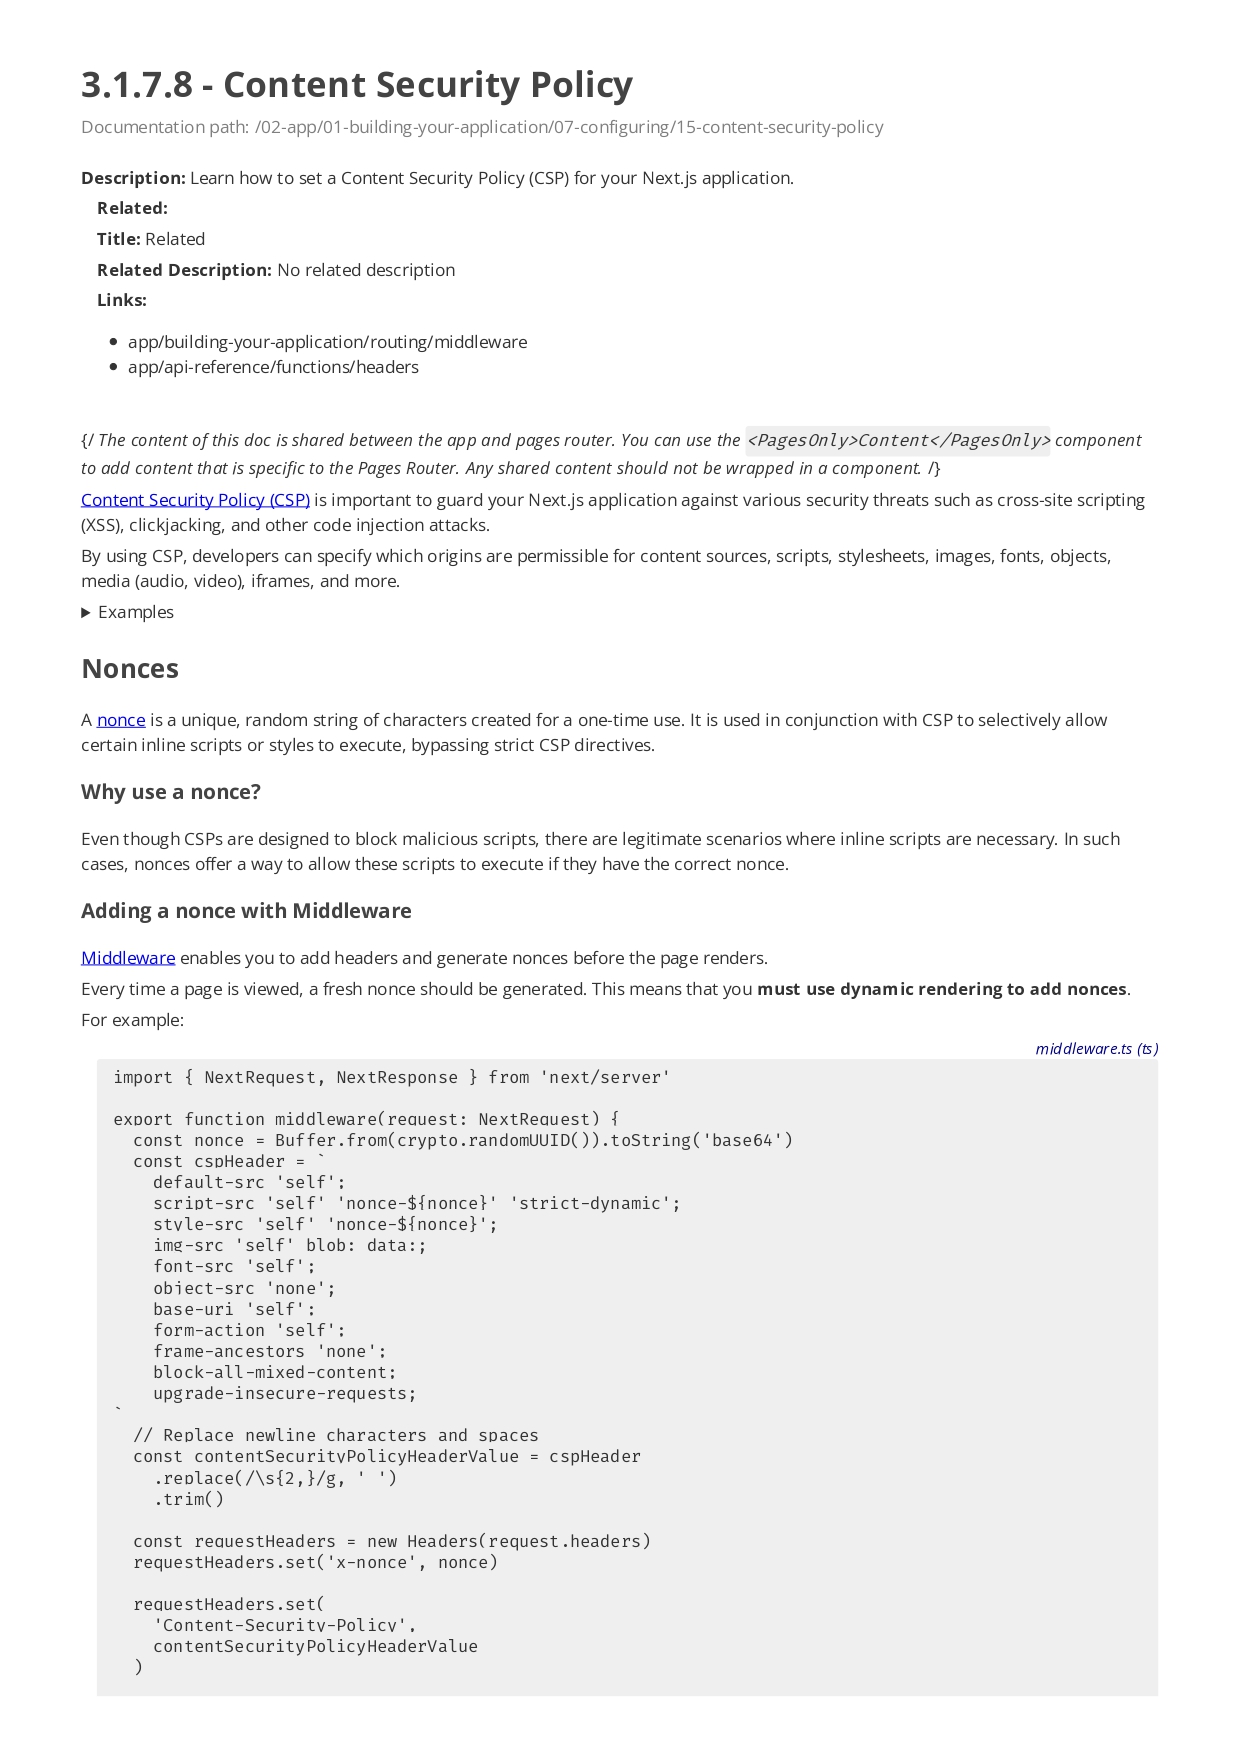 3.1.7.8 - Content Security Policy
Documentation path: /02-app/01-building-your-application/07-configuring/15-content-security-policy
Description: Learn how to set a Content Security Policy (CSP) for your Next.js application.
Related:
Title: Related
Related Description: No related description
Links:
• app/building-your-application/routing/middleware
• app/api-reference/functions/headers
{/ The content of this doc is shared between the app and pages router. You can use the <PagesOnly>Content</PagesOnly> component
to add content that is specific to the Pages Router. Any shared content should not be wrapped in a component. /}
Content Security Policy (CSP) is important to guard your Next.js application against various security threats such as cross-site scripting
(XSS), clickjacking, and other code injection attacks.
By using CSP, developers can specify which origins are permissible for content sources, scripts, stylesheets, images, fonts, objects,
media (audio, video), iframes, and more.
▶ Examples
Nonces
A nonce is a unique, random string of characters created for a one-time use. It is used in conjunction with CSP to selectively allow
certain inline scripts or styles to execute, bypassing strict CSP directives.
Why use a nonce?
Even though CSPs are designed to block malicious scripts, there are legitimate scenarios where inline scripts are necessary. In such
cases, nonces offer a way to allow these scripts to execute if they have the correct nonce.
Adding a nonce with Middleware
Middleware enables you to add headers and generate nonces before the page renders.
Every time a page is viewed, a fresh nonce should be generated. This means that you must use dynamic rendering to add nonces.
For example:
middleware.ts (ts)
import { NextRequest, NextResponse } from 'next/server'
export function middleware(request: NextRequest) {
  const nonce = Buffer.from(crypto.randomUUID()).toString('base64')
  const cspHeader = `
    default-src 'self';
    script-src 'self' 'nonce-${nonce}' 'strict-dynamic';
    style-src 'self' 'nonce-${nonce}';
    img-src 'self' blob: data:;
    font-src 'self';
    object-src 'none';
    base-uri 'self';
    form-action 'self';
    frame-ancestors 'none';
    block-all-mixed-content;
    upgrade-insecure-requests;
`
  // Replace newline characters and spaces
  const contentSecurityPolicyHeaderValue = cspHeader
    .replace(/\s{2,}/g, ' ')
    .trim()
  const requestHeaders = new Headers(request.headers)
  requestHeaders.set('x-nonce', nonce)
  requestHeaders.set(
    'Content-Security-Policy',
    contentSecurityPolicyHeaderValue
  )